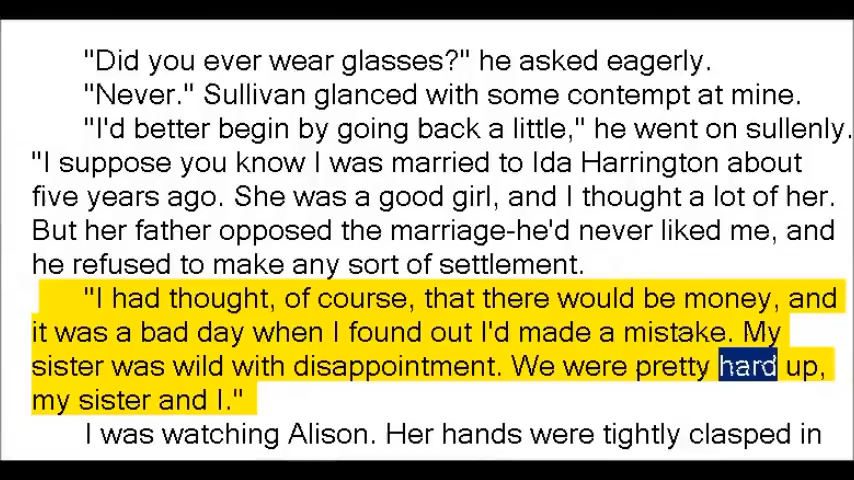 "Did you ever wear glasses?" he asked eagerly.
"Never." Sullivan glanced with some contempt at mine.
"I'd better begin by going back a little," he went on sullenly.
"I suppose you know I was married to Ida Harrington about
five years ago. She was a good girl, and I thought a lot of her.
But her father opposed the marriage-he'd never liked me, and
he refused to make any sort of settlement.
"I had thought, of course, that there would be money, and
it was a bad day when I found out I'd made a mistake. My
sister was wild with disappointment. We were pretty hard up,
my sister and I."
I was watching Alison. Her hands were tightly clasped in